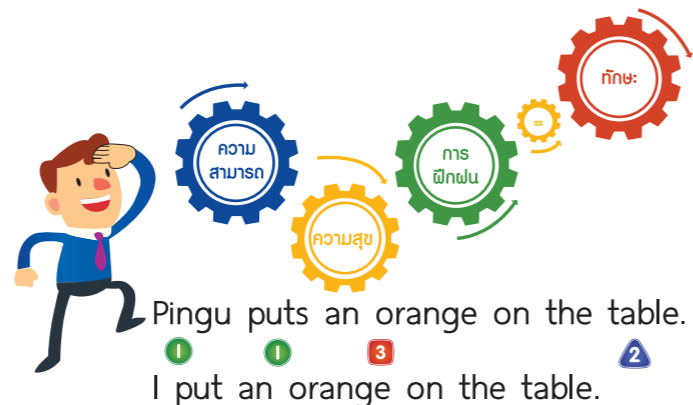 ความ
สามารถ
ความสุข
การ
ฝึกฝน
=
ทักษะ
Pingu puts an orange on the table.
1 1 3 2
I put an orange on the table.